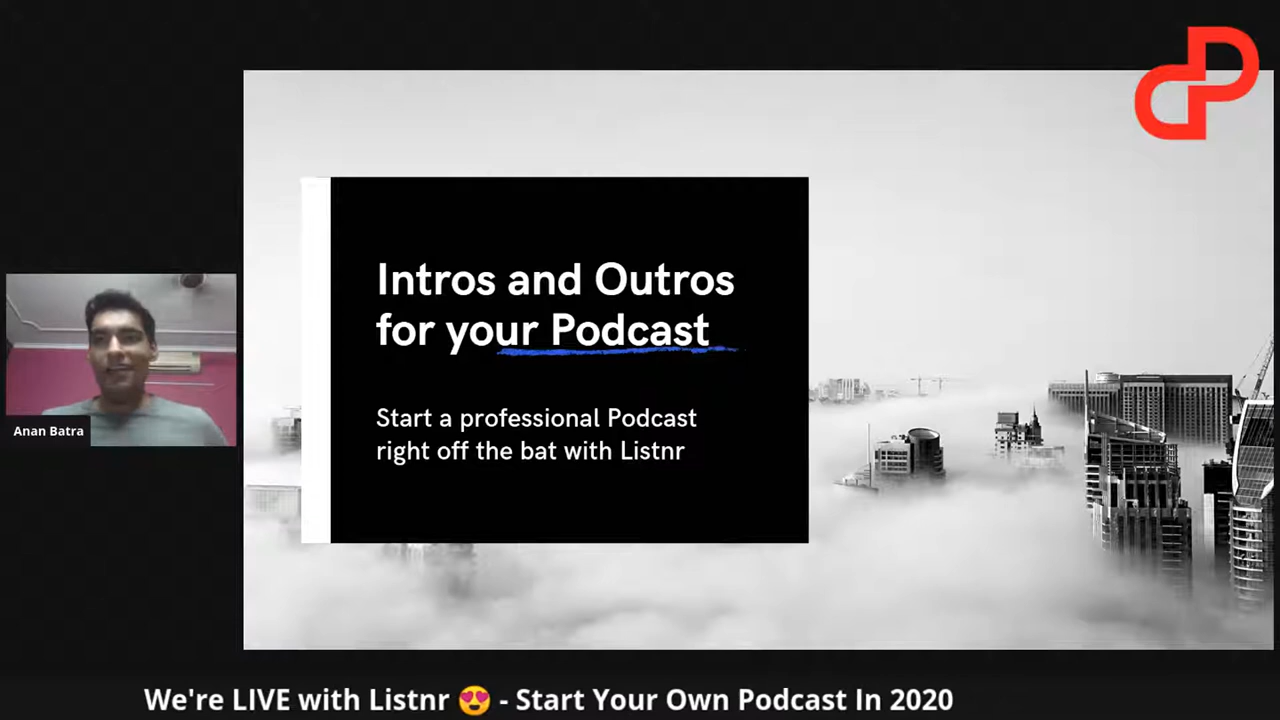 Intros and Outros
for your Podcast
Start a professional Podcast
right off the bat with Listnr
Anan Batra
We're LIVE with Listnr 😍 - Start Your Own Podcast In 2020